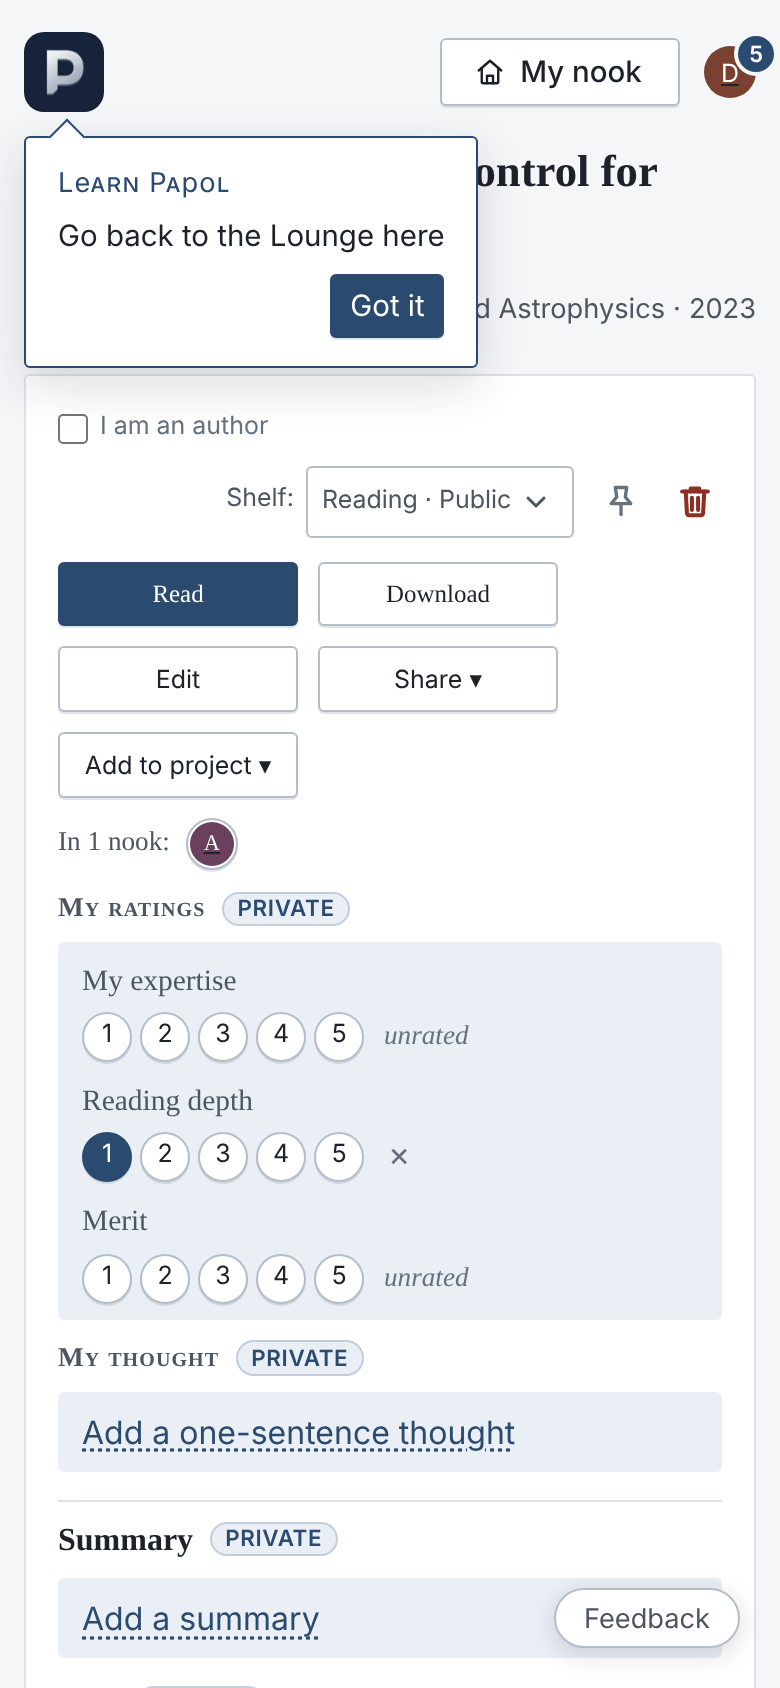 P
My nook
D
5
Learn Papol
Go back to the Lounge here
Got it
ontrol for
d Astrophysics · 2023
I am an author
Shelf: Reading · Public
Read
Download
Edit
Share ▾
Add to project ▾
In 1 nook: A
My ratings PRIVATE
My expertise
1 2 3 4 5 unrated
Reading depth
1 2 3 4 5 ×
Merit
1 2 3 4 5 unrated
My thought PRIVATE
Add a one-sentence thought
Summary PRIVATE
Add a summary
Feedback